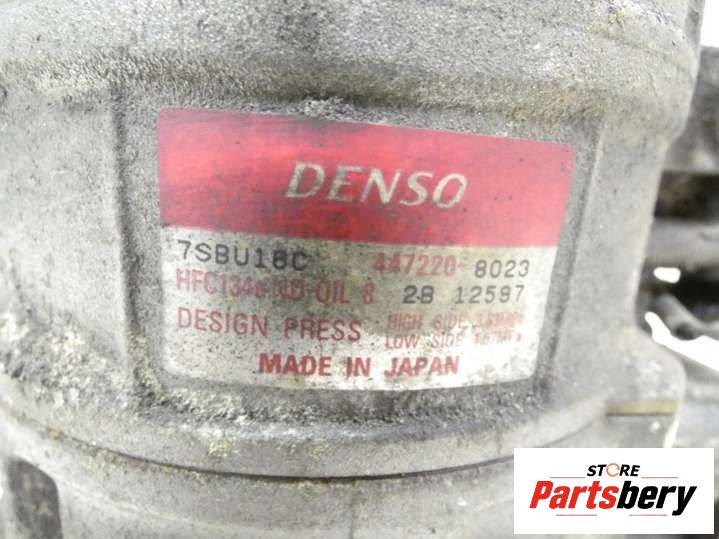 DENSO
7SBU16C 447220-8023
HFC134a ND-OIL 8 2B 12597
DESIGN PRESS HIGH SIDE
LOW SIDE
MADE IN JAPAN
STORE
Partsbery